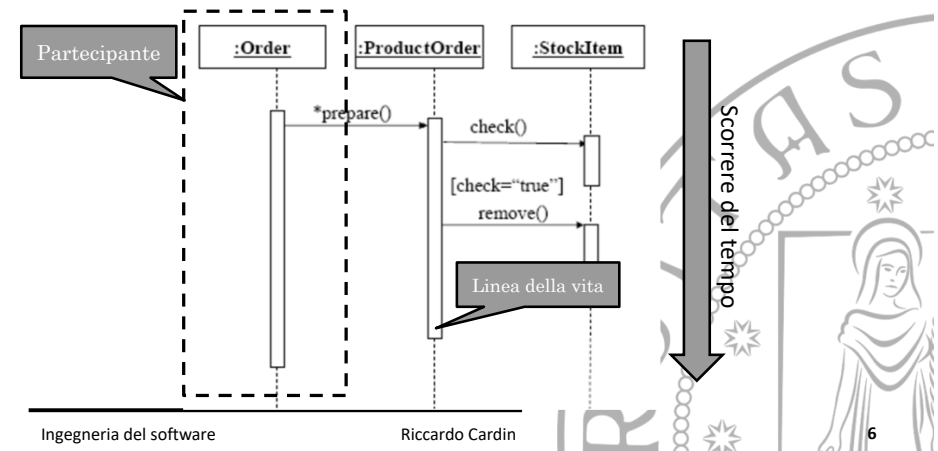 Partecipante
:Order
:ProductOrder
:StockItem
*prepare()
check()
[check=“true”]
remove()
Linea della vita
Scorrere del tempo
AS
R
Ingegneria del software
Riccardo Cardin
6